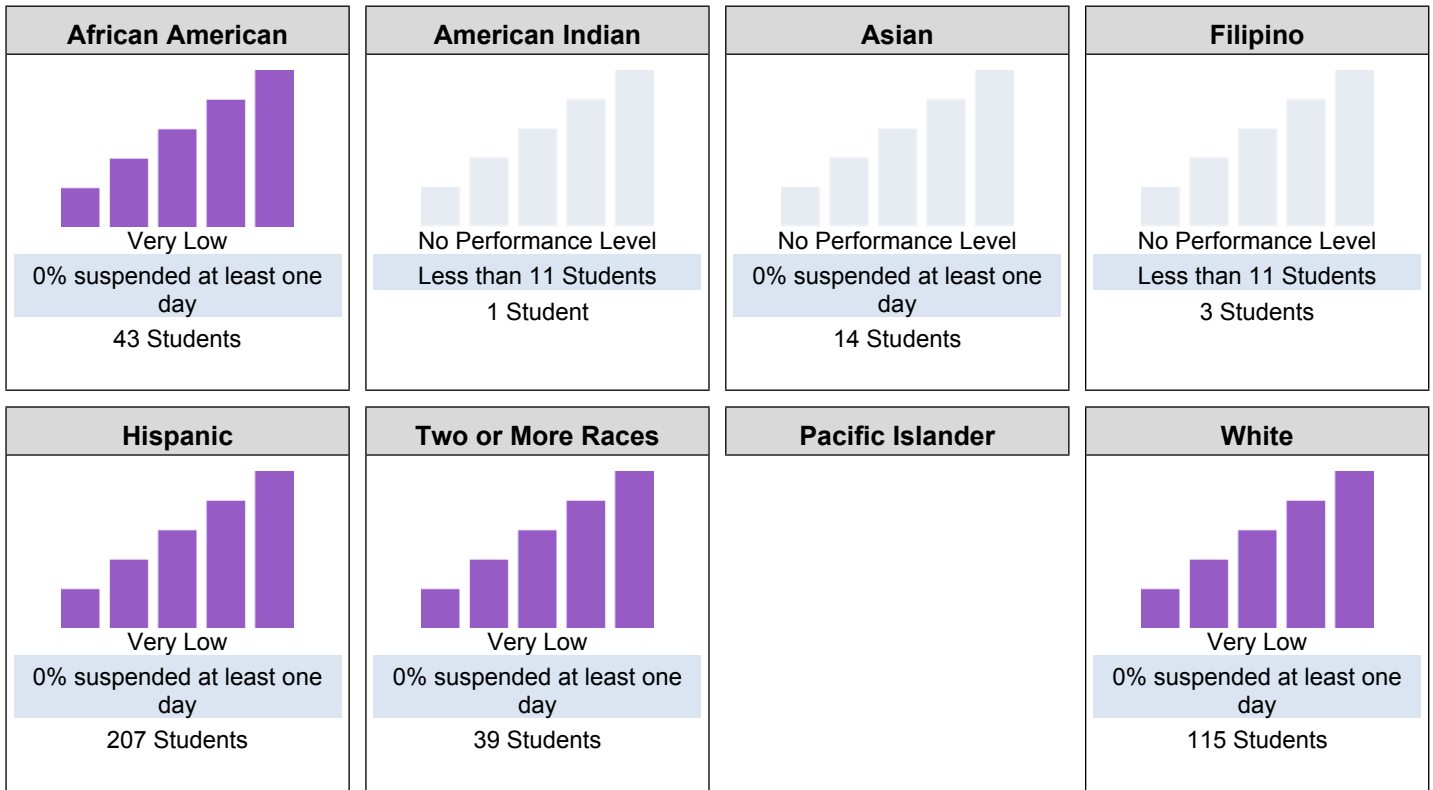 African American
Very Low
0% suspended at least one
day
43 Students
American Indian
No Performance Level
Less than 11 Students
1 Student
Asian
No Performance Level
0% suspended at least one
day
14 Students
Filipino
No Performance Level
Less than 11 Students
3 Students
Hispanic
Very Low
0% suspended at least one
day
207 Students
Two or More Races
Very Low
0% suspended at least one
day
39 Students
Pacific Islander
White
Very Low
0% suspended at least one
day
115 Students